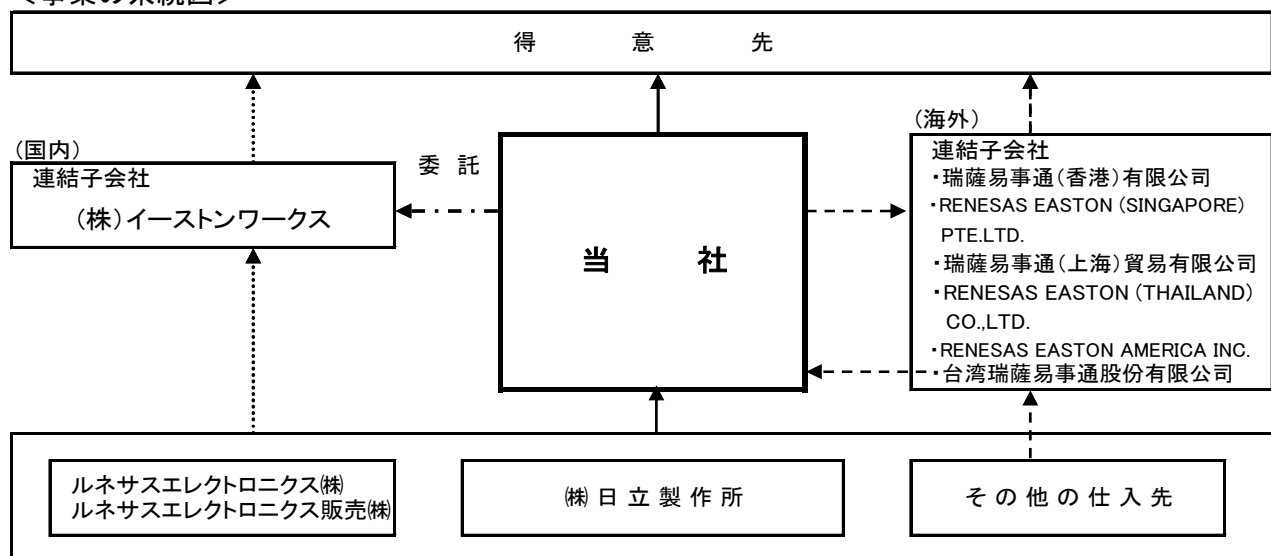 <事業の系統図>
得意先
(国内)
連結子会社
(株)イーストンワークス
委託
当社
(海外)
連結子会社
・瑞薩易事通(香港)有限公司
・RENESAS EASTON (SINGAPORE)
PTE.LTD.
・瑞薩易事通(上海)貿易有限公司
・RENESAS EASTON (THAILAND)
CO.,LTD.
・RENESAS EASTON AMERICA INC.
・台湾瑞薩易事通股份有限公司
ルネサスエレクトロニクス㈱
ルネサスエレクトロニクス販売㈱
㈱日立製作所
その他の仕入先